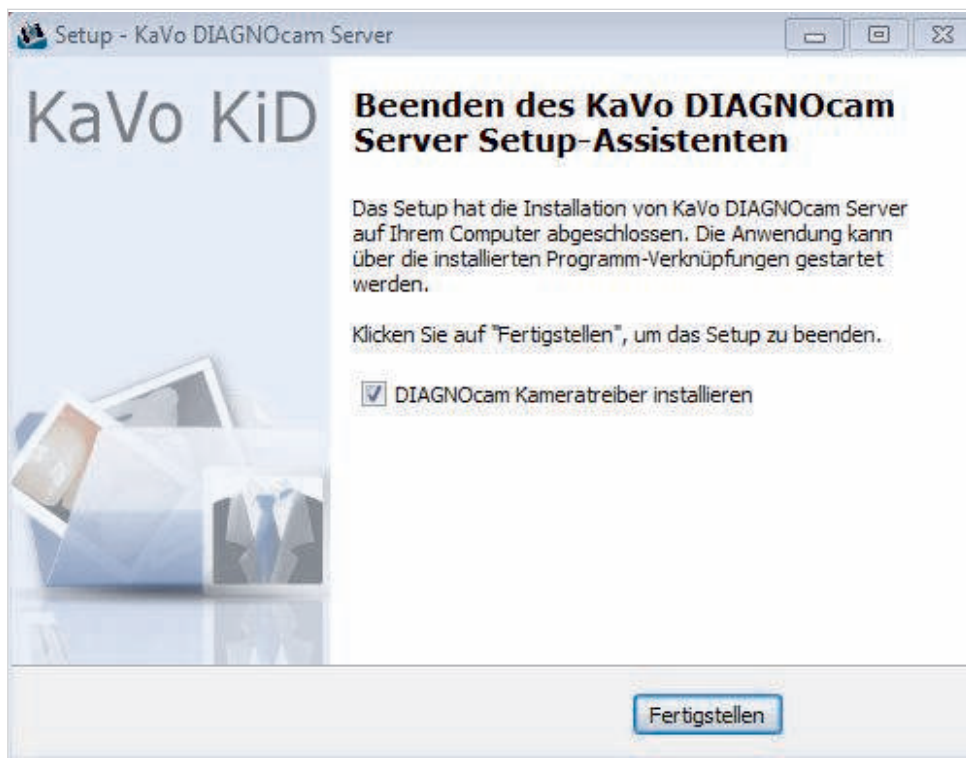 Setup - KaVo DIAGNOcam Server
KaVo KiD
Beenden des KaVo DIAGNOcam
Server Setup-Assistenten
Das Setup hat die Installation von KaVo DIAGNOcam Server
auf Ihrem Computer abgeschlossen. Die Anwendung kann
über die installierten Programm-Verknüpfungen gestartet
werden.
Klicken Sie auf "Fertigstellen", um das Setup zu beenden.
DIAGNOcam Kameratreiber installieren
Fertigstellen